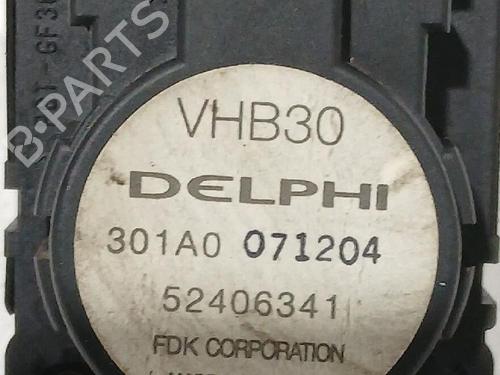 B-PARTS
VHB30
DELPHI
301A0 071204
52406341
FDK CORPORATION